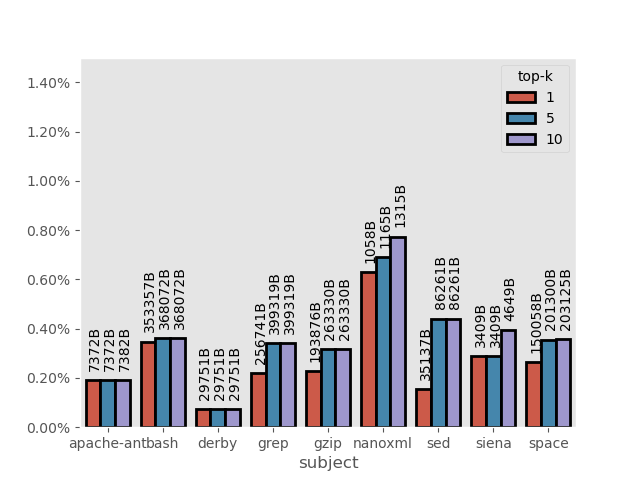 top-k
1
5
10
1.40%
1.20%
1.00%
0.80%
0.60%
0.40%
0.20%
0.00%
7372B
7372B
7382B
353357B
368072B
368072B
29751B
29751B
29751B
256741B
399319B
399319B
193876B
263330B
263330B
1058B
1165B
1315B
35137B
86261B
86261B
3409B
3409B
4649B
150058B
201300B
203125B
apache-ant
bash
derby
grep
gzip
nanoxml
sed
siena
space
subject